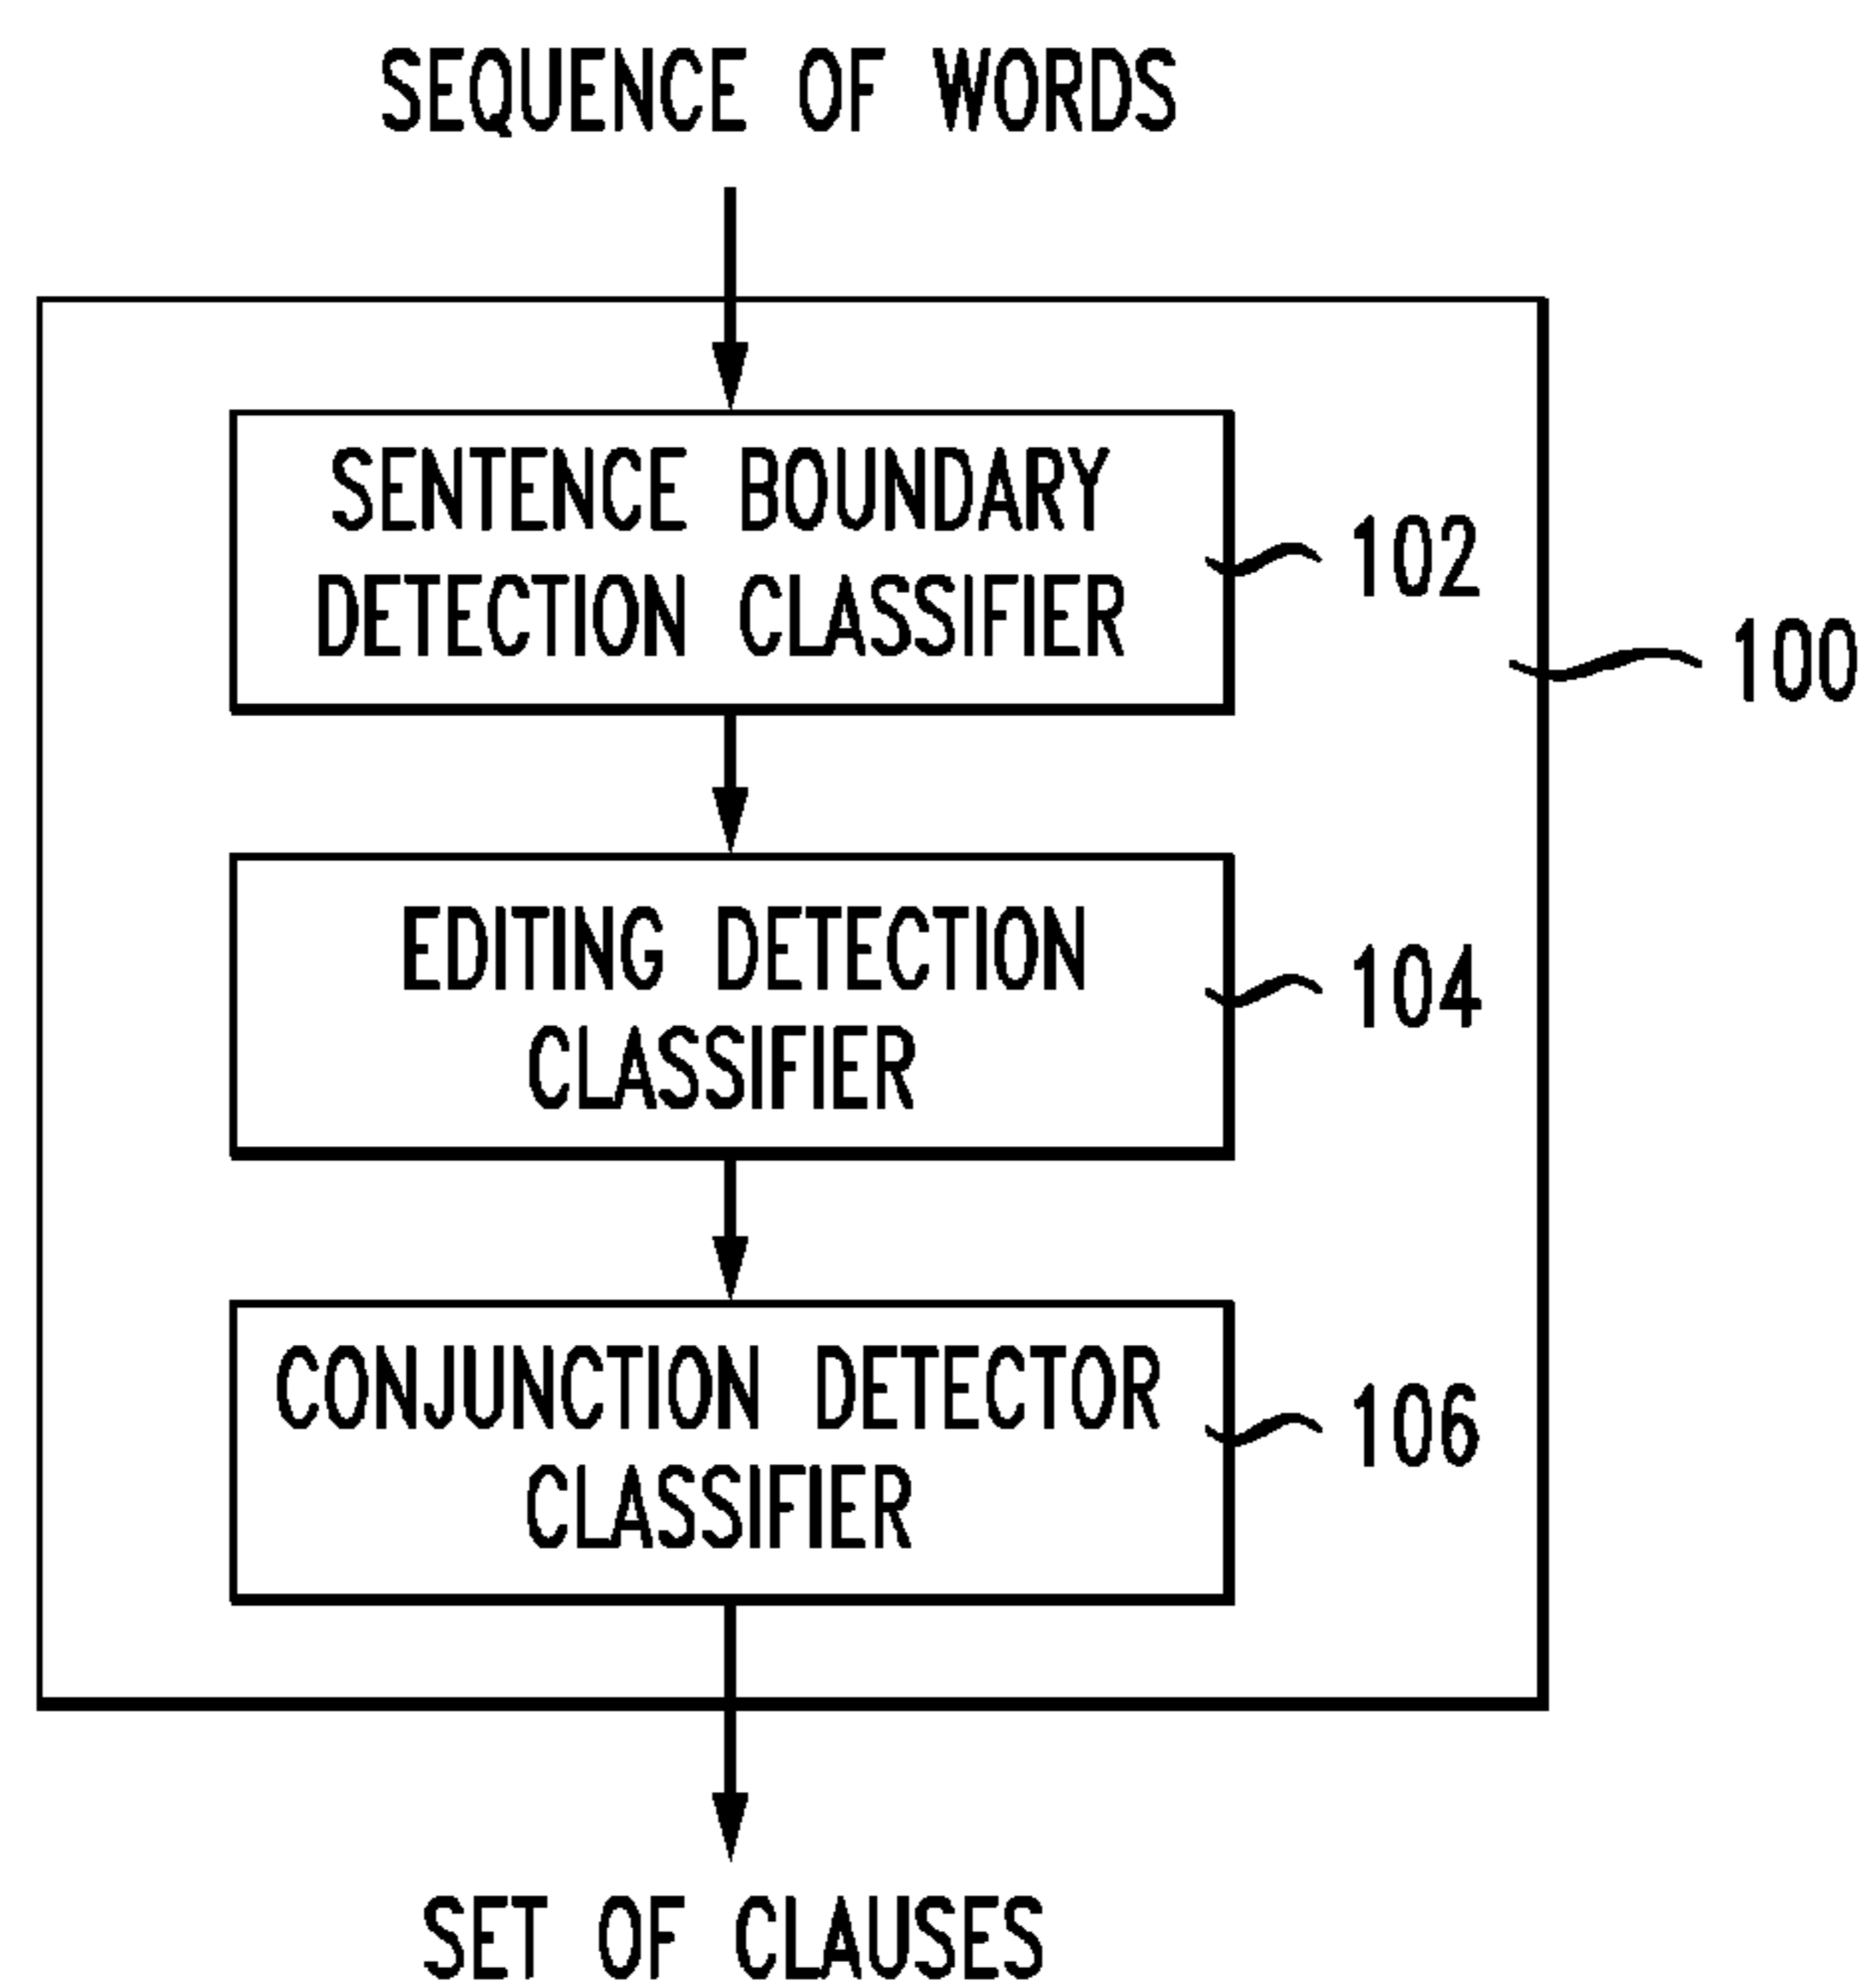 SEQUENCE OF WORDS
SENTENCE BOUNDARY
DETECTION CLASSIFIER
102
100
EDITING DETECTION
CLASSIFIER
104
CONJUNCTION DETECTOR
CLASSIFIER
106
SET OF CLAUSES